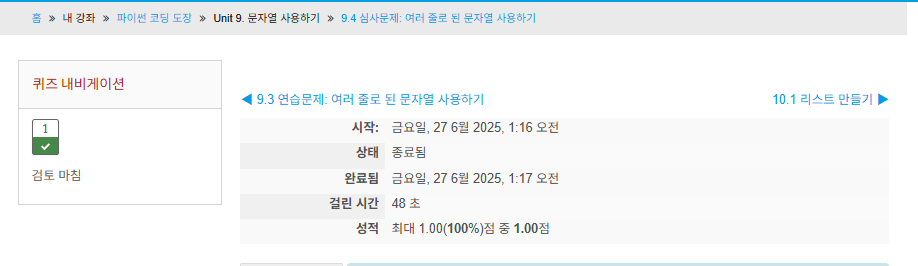 홈 » 내 강좌 » 파이썬 코딩 도장 » Unit 9. 문자열 사용하기 » 9.4 심사문제: 여러 줄로 된 문자열 사용하기
퀴즈 내비게이션
1
검토 마침
◀ 9.3 연습문제: 여러 줄로 된 문자열 사용하기
10.1 리스트 만들기 ▶
시작: 금요일, 27 6월 2025, 1:16 오전
상태 종료됨
완료됨 금요일, 27 6월 2025, 1:17 오전
걸린 시간 48 초
성적 최대 1.00(100%)점 중 1.00점